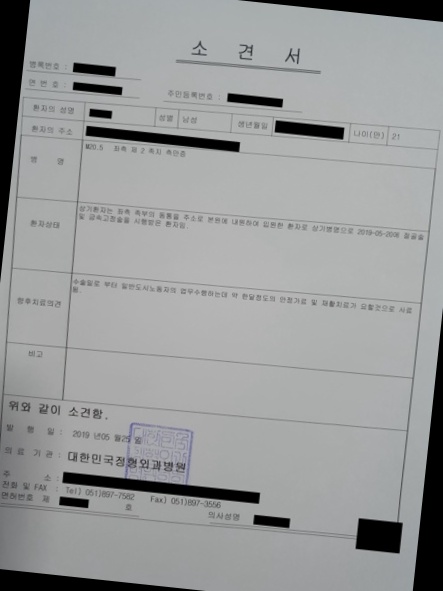 소 견 서
병록번호 :
연 번 호 :
주민등록번호 :
환자의 성명
성별
남성
생년월일
나이(만)
21
환자의 주소
병 명
M20.5 좌측 제 2 족지 측만증
환자상태
상기환자는 좌측 족부의 동통을 주소로 본원에 내원하여 입원한 환자로 상기병명으로 2019-05-20에 절골술
및 금속고정술을 시행받은 환자임.
향후치료의견
수술일로 부터 일반도시노동자의 업무수행하는데 약 한달정도의 안정가료 및 재활치료가 요할것으로 사료
됨.
비고
위와 같이 소견함.
발 행 일 : 2019 년05 월25 일
의 료 기 관 : 대한민국정형외과병원
주 소 :
전화 및 FAX : Tel) 051)897-7582 Fax) 051)897-3556
면허번호 제 호
의사성명